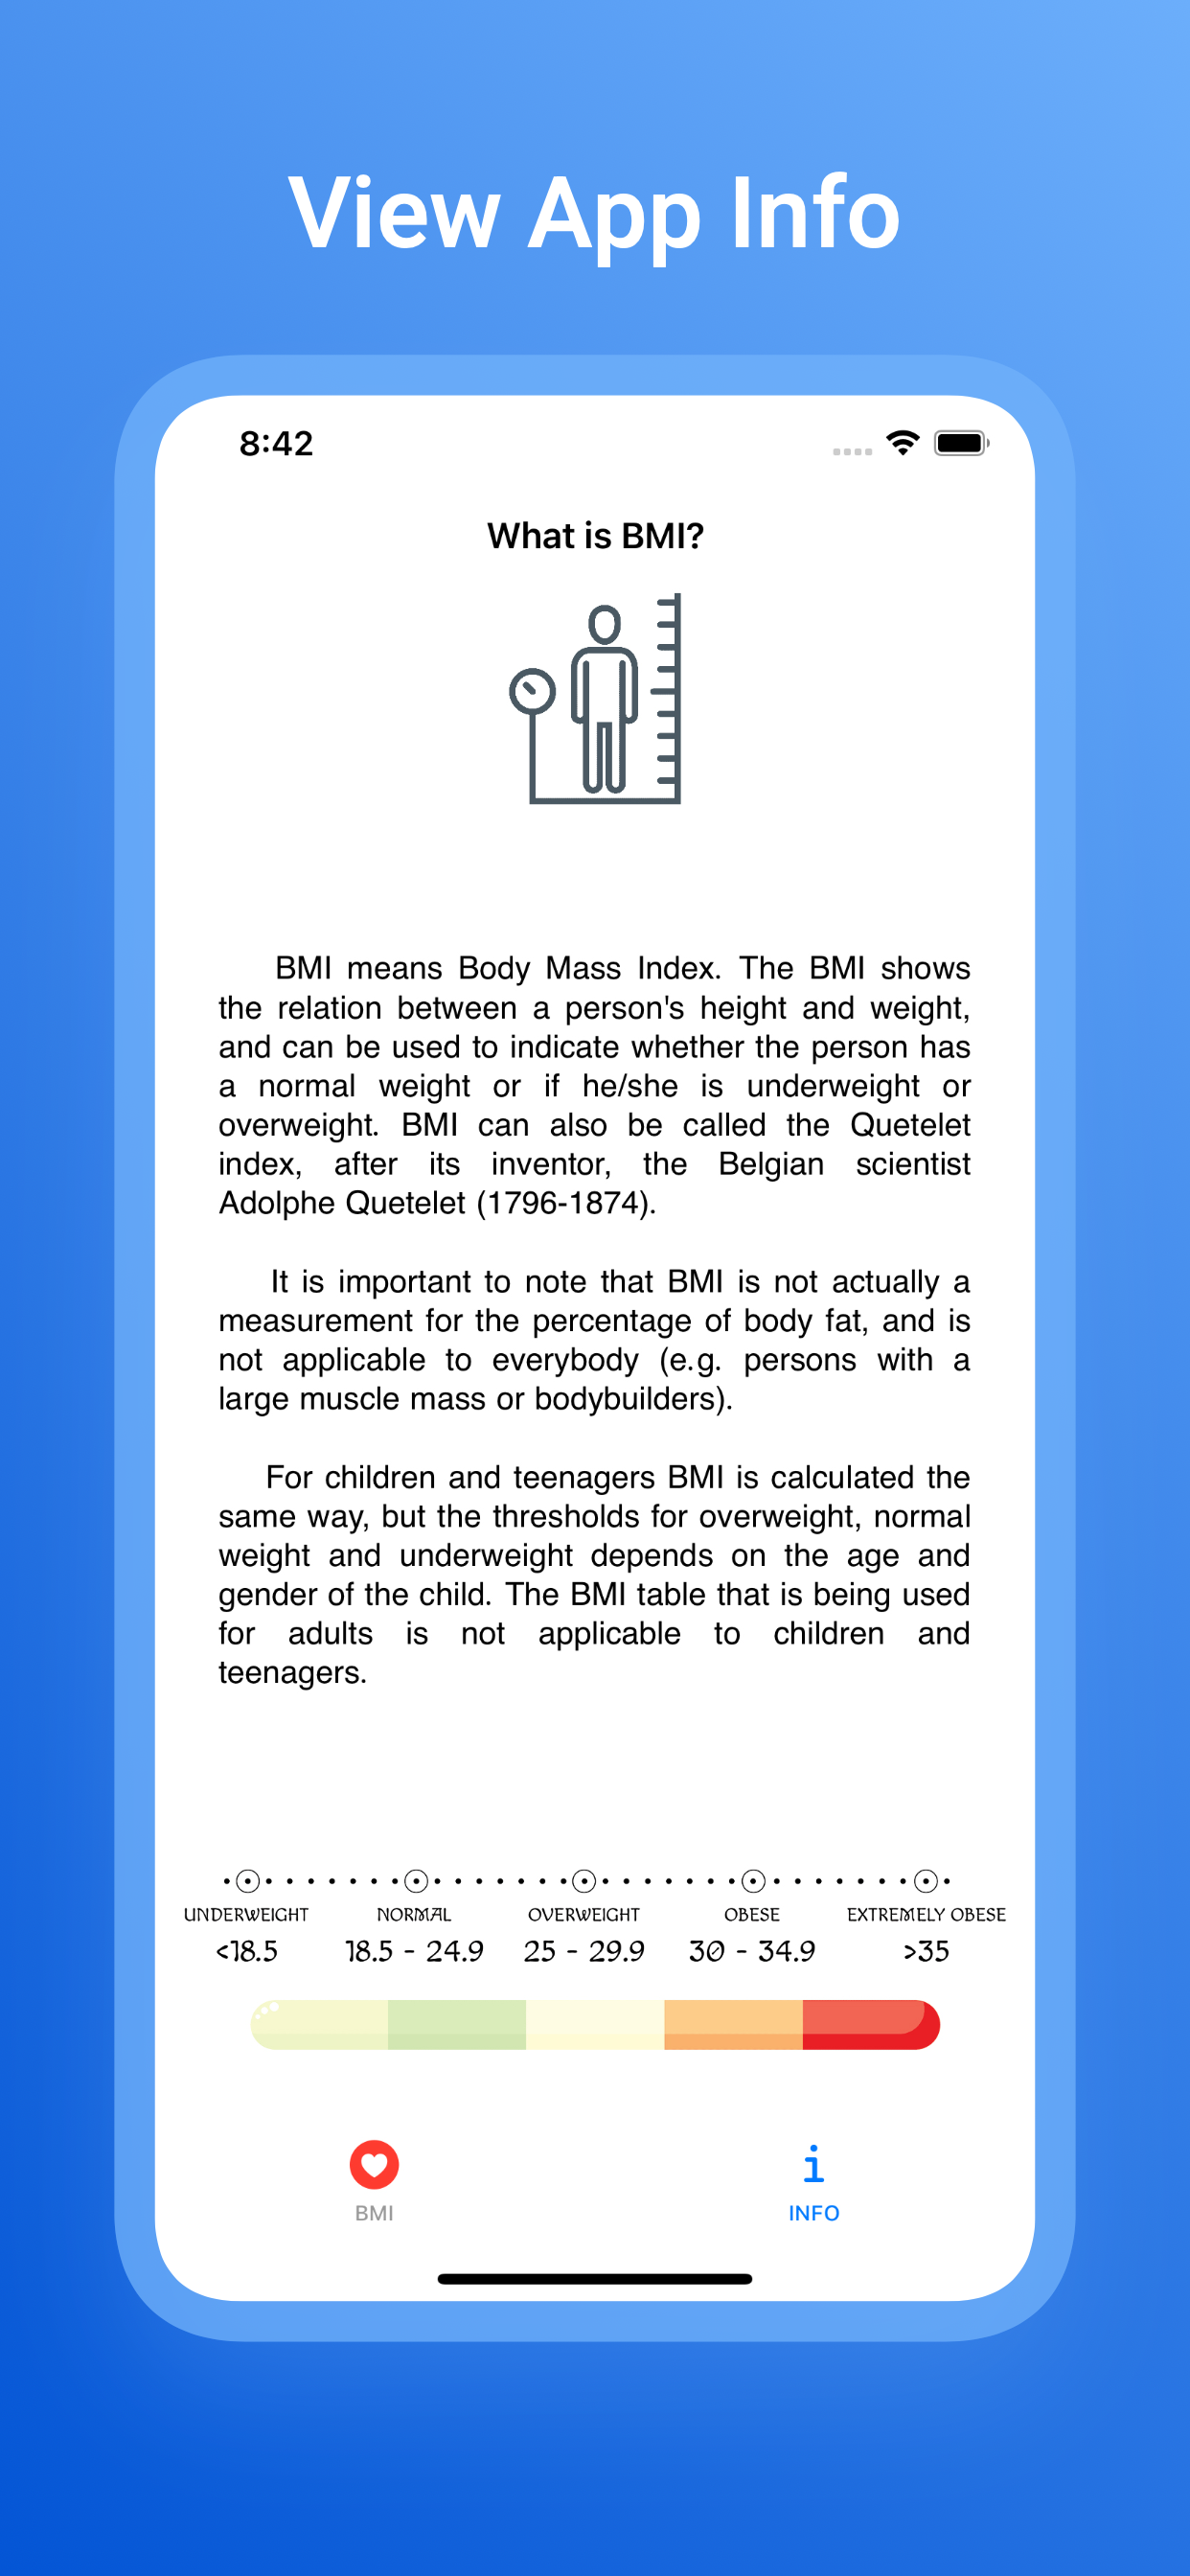 View App Info
8:42
What is BMI?
BMI means Body Mass Index. The BMI shows
the relation between a person's height and weight,
and can be used to indicate whether the person has
a normal weight or if he/she is underweight or
overweight. BMI can also be called the Quetelet
index, after its inventor, the Belgian scientist
Adolphe Quetelet (1796-1874).
It is important to note that BMI is not actually a
measurement for the percentage of body fat, and is
not applicable to everybody (e.g. persons with a
large muscle mass or bodybuilders).
For children and teenagers BMI is calculated the
same way, but the thresholds for overweight, normal
weight and underweight depends on the age and
gender of the child. The BMI table that is being used
for adults is not applicable to children and
teenagers.
UNDERWEIGHT NORMAL OVERWEIGHT OBESE EXTREMELY OBESE
<18.5 18.5 - 24.9 25 - 29.9 30 - 34.9 >35
BMI INFO